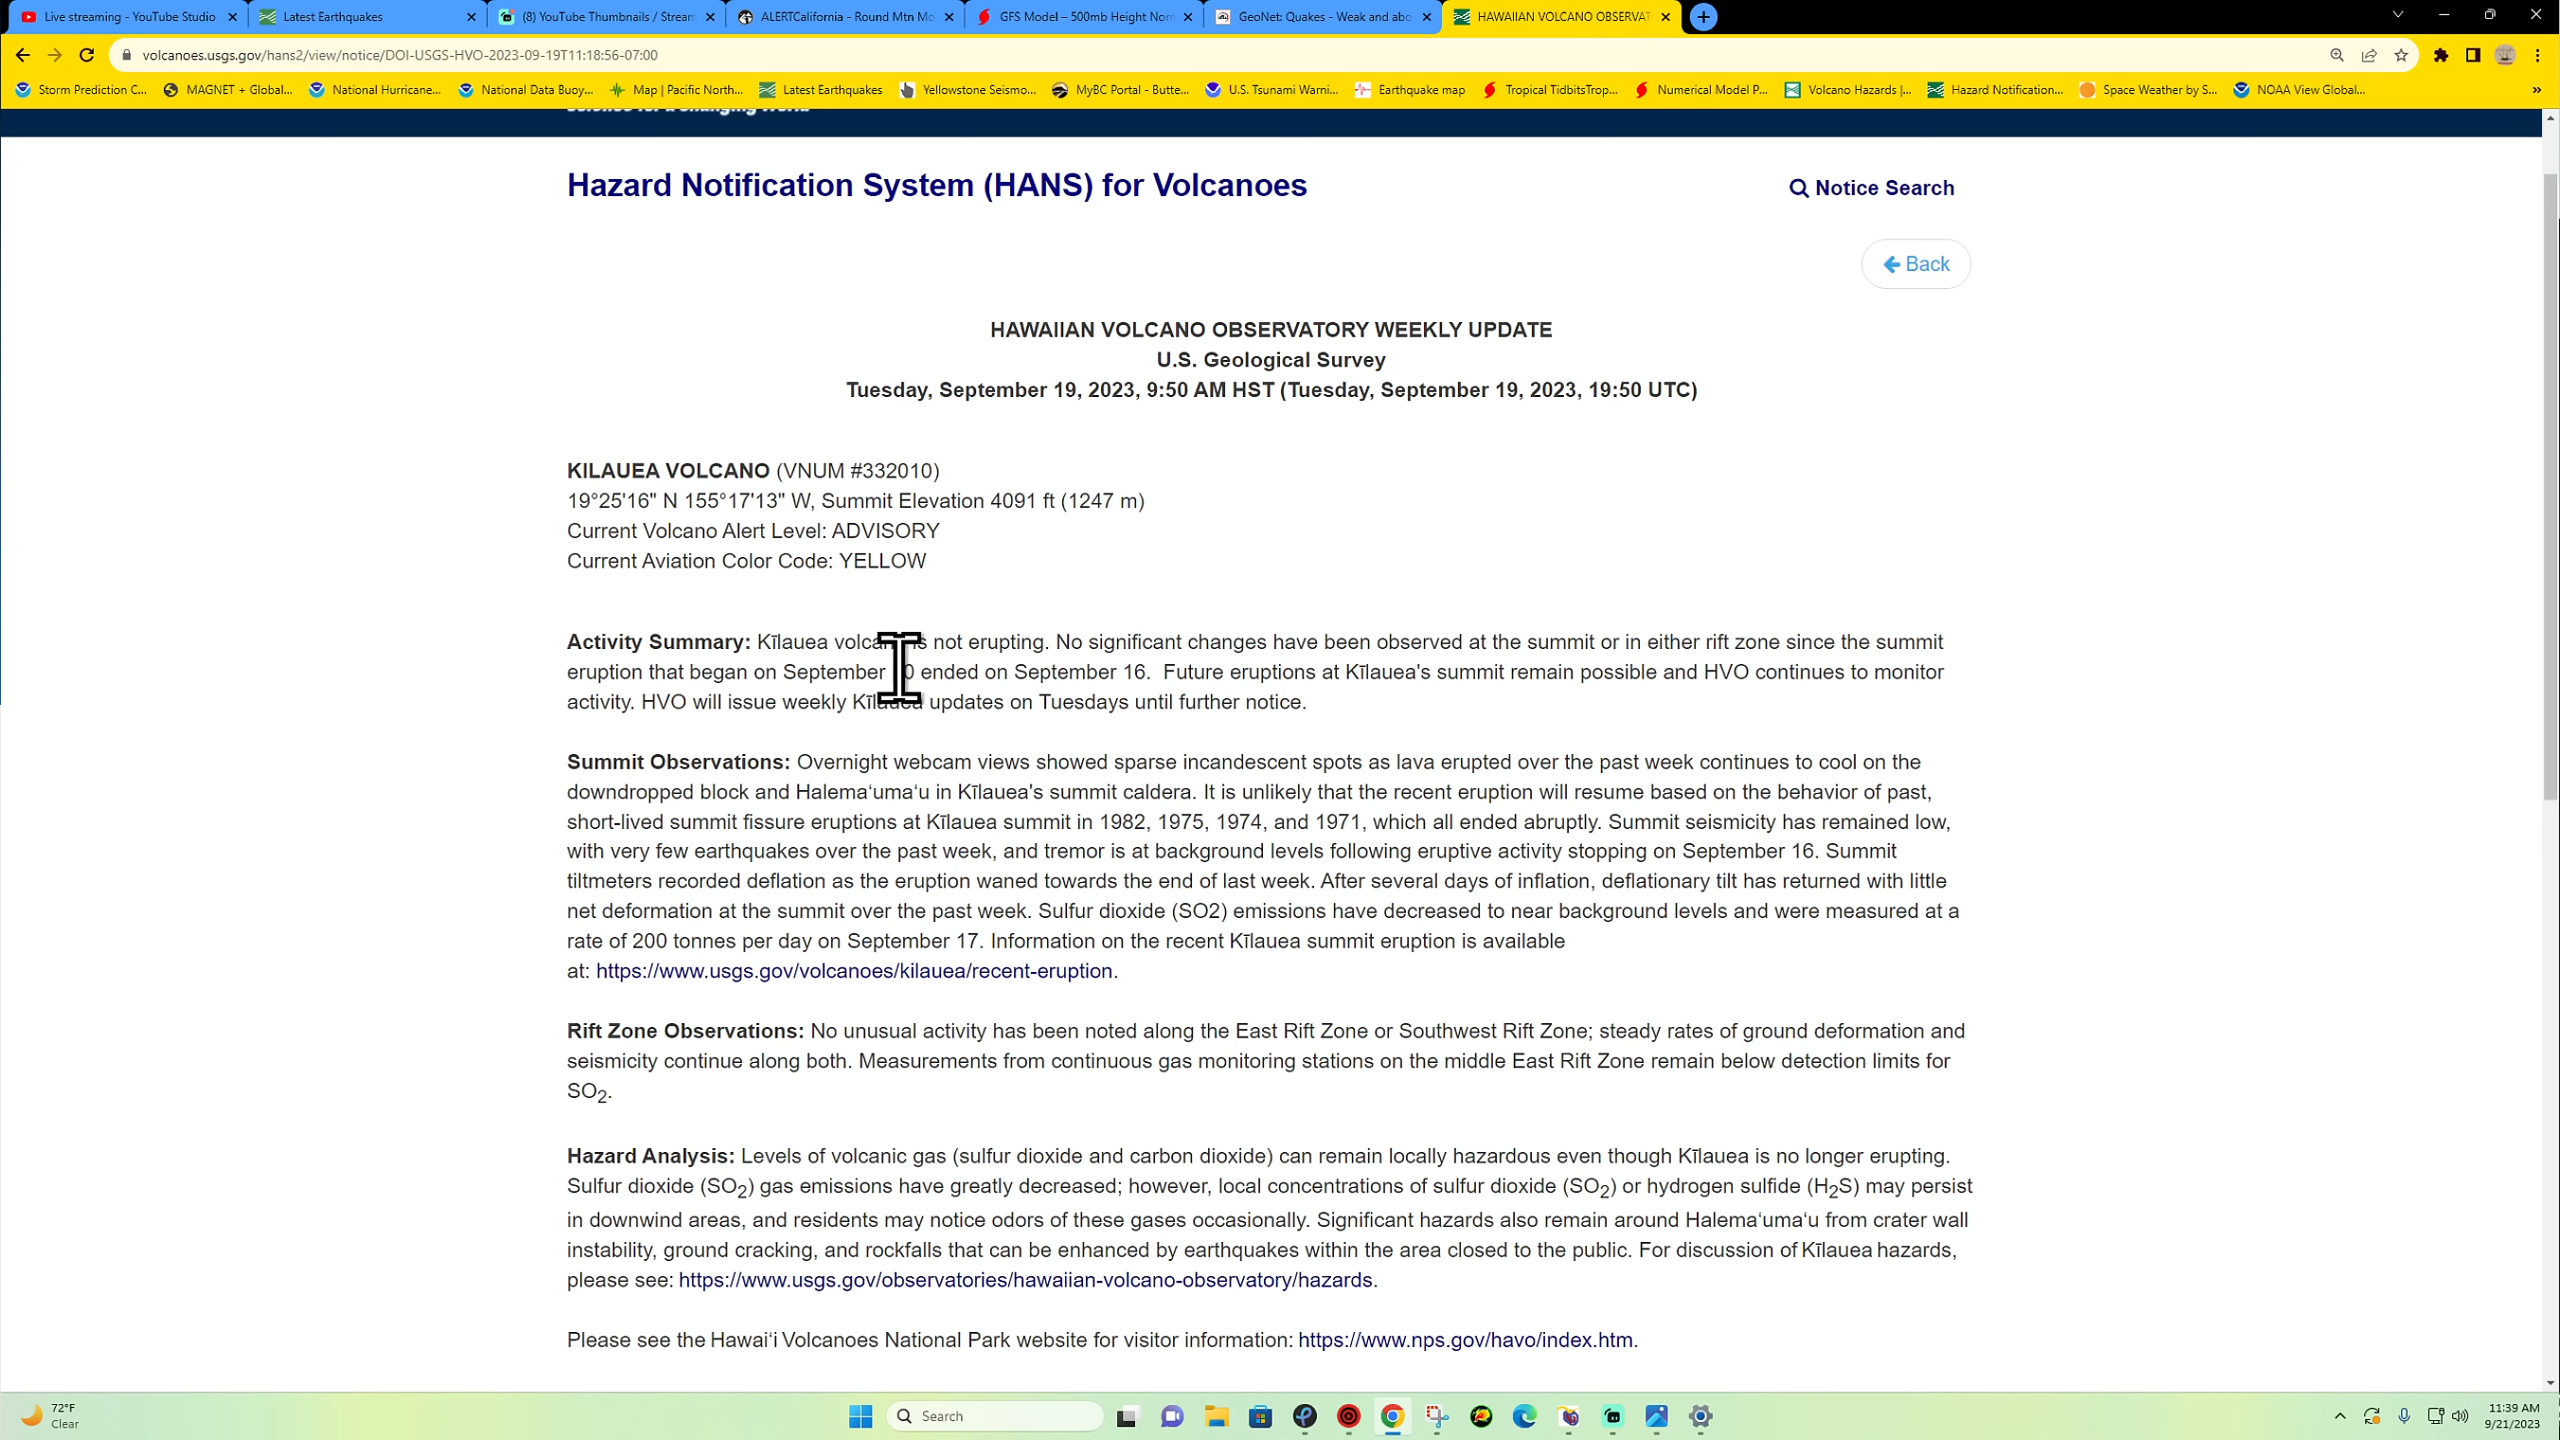 Live streaming - YouTube Studio
Latest Earthquakes
(8) YouTube Thumbnails / Stream
ALERTCalifornia - Round Mtn Mo
GFS Model – 500mb Height Norm
GeoNet: Quakes - Weak and abo
HAWAIIAN VOLCANO OBSERVAT
volcanoes.usgs.gov/hans2/view/notice/DOI-USGS-HVO-2023-09-19T11:18:56-07:00
Storm Prediction C...
MAGNET + Global...
National Hurricane...
National Data Buoy...
Map | Pacific North...
Latest Earthquakes
Yellowstone Seismo...
MyBC Portal - Butte...
U.S. Tsunami Warni...
Earthquake map
Tropical TidbitsTrop...
Numerical Model P...
Volcano Hazards |...
Hazard Notification...
Space Weather by S...
NOAA View Global...
science for a changing world
Hazard Notification System (HANS) for Volcanoes
Notice Search
Back
HAWAIIAN VOLCANO OBSERVATORY WEEKLY UPDATE
U.S. Geological Survey
Tuesday, September 19, 2023, 9:50 AM HST (Tuesday, September 19, 2023, 19:50 UTC)
KILAUEA VOLCANO (VNUM #332010)
19°25'16" N 155°17'13" W, Summit Elevation 4091 ft (1247 m)
Current Volcano Alert Level: ADVISORY
Current Aviation Color Code: YELLOW
Activity Summary: Kīlauea volcano is not erupting. No significant changes have been observed at the summit or in either rift zone since the summit
eruption that began on September 10 ended on September 16.  Future eruptions at Kīlauea's summit remain possible and HVO continues to monitor
activity. HVO will issue weekly Kīlauea updates on Tuesdays until further notice.
Summit Observations: Overnight webcam views showed sparse incandescent spots as lava erupted over the past week continues to cool on the
downdropped block and Halemaʻumaʻu in Kīlauea's summit caldera. It is unlikely that the recent eruption will resume based on the behavior of past,
short-lived summit fissure eruptions at Kīlauea summit in 1982, 1975, 1974, and 1971, which all ended abruptly. Summit seismicity has remained low,
with very few earthquakes over the past week, and tremor is at background levels following eruptive activity stopping on September 16. Summit
tiltmeters recorded deflation as the eruption waned towards the end of last week. After several days of inflation, deflationary tilt has returned with little
net deformation at the summit over the past week. Sulfur dioxide (SO2) emissions have decreased to near background levels and were measured at a
rate of 200 tonnes per day on September 17. Information on the recent Kīlauea summit eruption is available
at: https://www.usgs.gov/volcanoes/kilauea/recent-eruption.
Rift Zone Observations: No unusual activity has been noted along the East Rift Zone or Southwest Rift Zone; steady rates of ground deformation and
seismicity continue along both. Measurements from continuous gas monitoring stations on the middle East Rift Zone remain below detection limits for
SO2.
Hazard Analysis: Levels of volcanic gas (sulfur dioxide and carbon dioxide) can remain locally hazardous even though Kīlauea is no longer erupting.
Sulfur dioxide (SO2) gas emissions have greatly decreased; however, local concentrations of sulfur dioxide (SO2) or hydrogen sulfide (H2S) may persist
in downwind areas, and residents may notice odors of these gases occasionally. Significant hazards also remain around Halemaʻumaʻu from crater wall
instability, ground cracking, and rockfalls that can be enhanced by earthquakes within the area closed to the public. For discussion of Kīlauea hazards,
please see: https://www.usgs.gov/observatories/hawaiian-volcano-observatory/hazards.
Please see the Hawaiʻi Volcanoes National Park website for visitor information: https://www.nps.gov/havo/index.htm.
72°F
Clear
Search
11:39 AM
9/21/2023